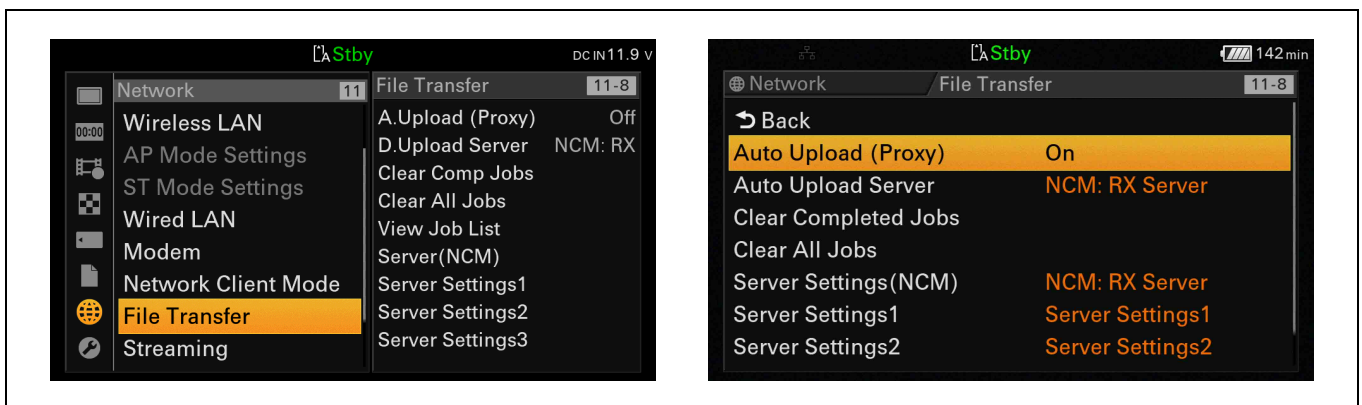 Stby
DC IN 11.9 V
Network 11
Wireless LAN
AP Mode Settings
ST Mode Settings
Wired LAN
Modem
Network Client Mode
File Transfer
Streaming
00:00
File Transfer 11-8
A.Upload (Proxy) Off
D.Upload Server NCM: RX
Clear Comp Jobs
Clear All Jobs
View Job List
Server(NCM)
Server Settings1
Server Settings2
Server Settings3
Stby
142 min
Network File Transfer 11-8
Back
Auto Upload (Proxy) On
Auto Upload Server NCM: RX Server
Clear Completed Jobs
Clear All Jobs
Server Settings(NCM) NCM: RX Server
Server Settings1 Server Settings1
Server Settings2 Server Settings2